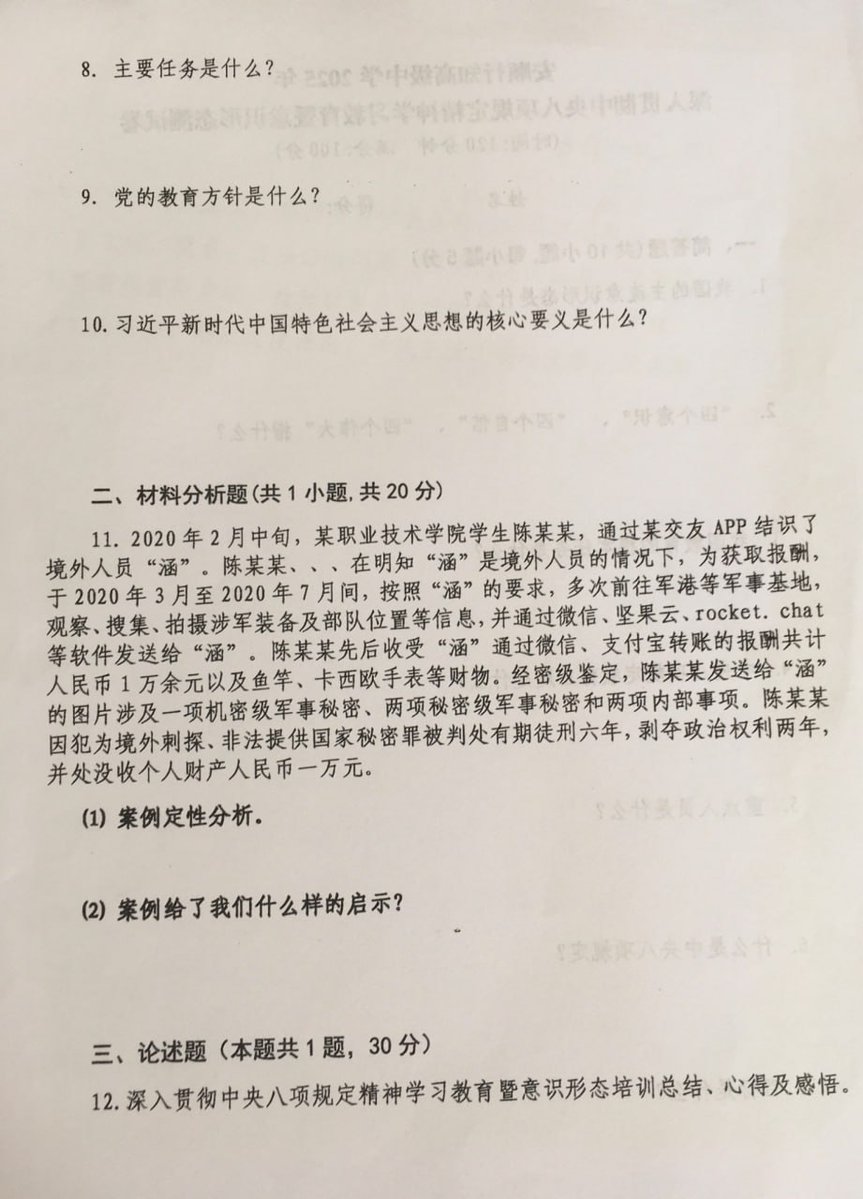 8. 主要任务是什么？
9. 党的教育方针是什么？
10. 习近平新时代中国特色社会主义思想的核心要义是什么？
二、材料分析题(共 1 小题, 共 20 分)
11. 2020 年 2 月中旬，某职业技术学院学生陈某某，通过某交友 APP 结识了
境外人员“涵”。陈某某、、、在明知“涵”是境外人员的情况下，为获取报酬，
于 2020 年 3 月至 2020 年 7 月间，按照“涵”的要求，多次前往军港等军事基地，
观察、搜集、拍摄涉军装备及部队位置等信息，并通过微信、坚果云、rocket. chat
等软件发送给“涵”。陈某某先后收受“涵”通过微信、支付宝转账的报酬共计
人民币 1 万余元以及鱼竿、卡西欧手表等财物。经密级鉴定，陈某某发送给“涵”
的图片涉及一项机密级军事秘密、两项秘密级军事秘密和两项内部事项。陈某某
因犯为境外刺探、非法提供国家秘密罪被判处有期徒刑六年，剥夺政治权利两年，
并处没收个人财产人民币一万元。
(1) 案例定性分析。
(2) 案例给了我们什么样的启示？
三、论述题（本题共 1 题，30 分）
12. 深入贯彻中央八项规定精神学习教育暨意识形态培训总结、心得及感悟。